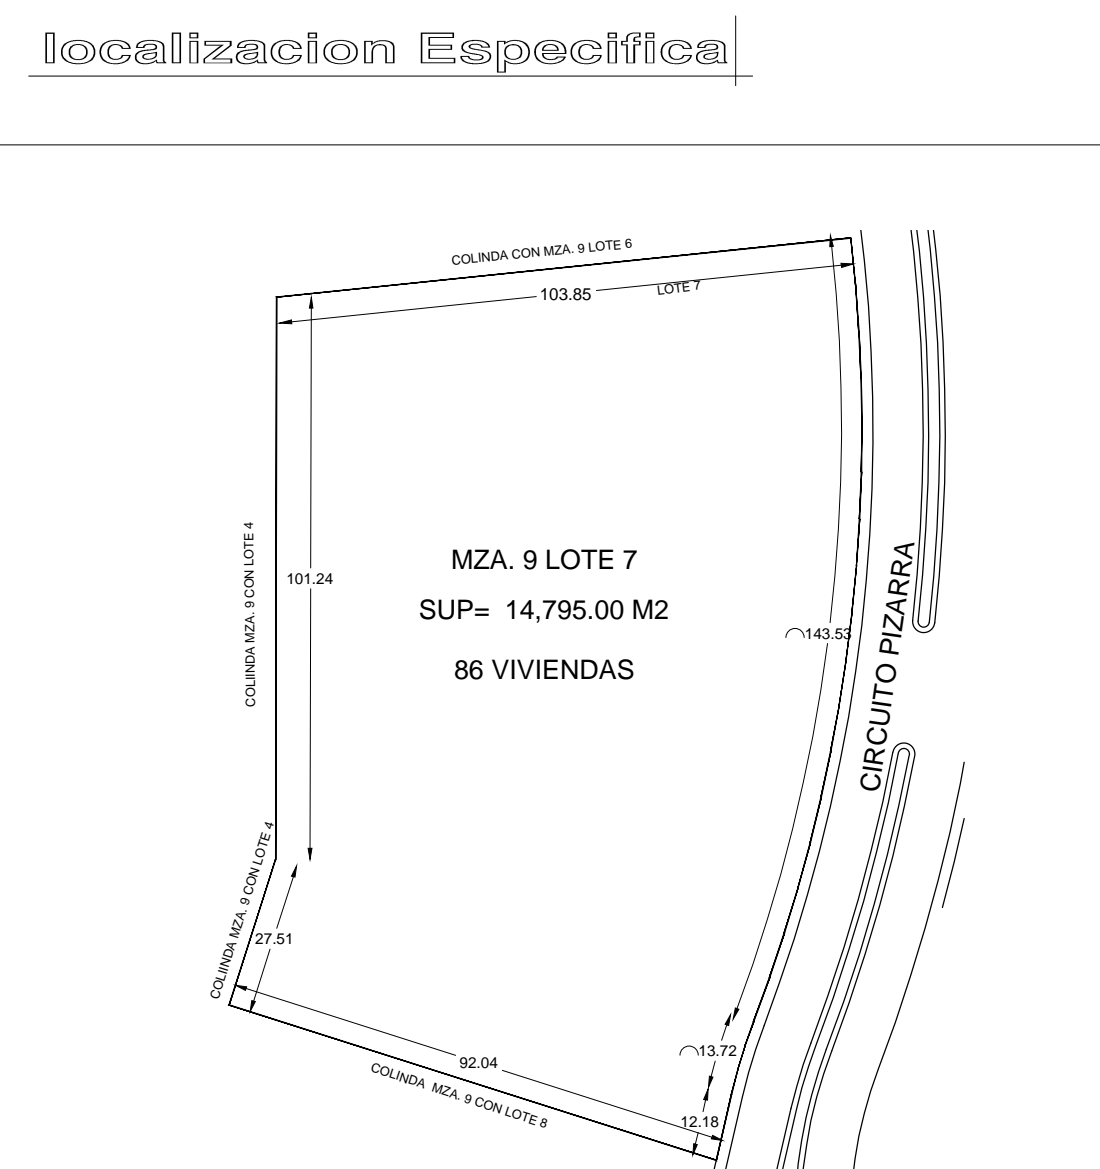 localizacion Especifica
COLINDA CON MZA. 9 LOTE 6
103.85
LOTE 7
COLIINDA MZA. 9 CON LOTE 4
101.24
MZA. 9 LOTE 7
SUP= 14,795.00 M2
86 VIVIENDAS
143.53
CIRCUITO PIZARRA
COLIINDA MZA. 9 CON LOTE 4
27.51
92.04
COLINDA MZA. 9 CON LOTE 8
13.72
12.18